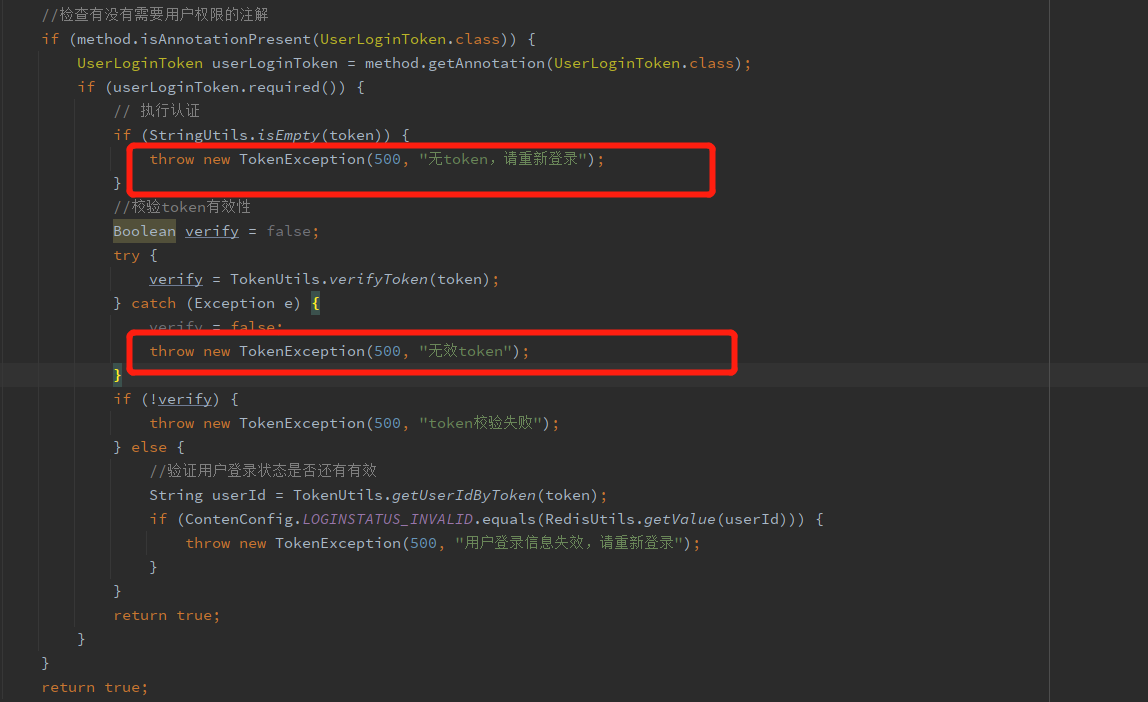 //检查有没有需要用户权限的注解
if (method.isAnnotationPresent(UserLoginToken.class)) {
UserLoginToken userLoginToken = method.getAnnotation(UserLoginToken.class);
if (userLoginToken.required()) {
// 执行认证
if (StringUtils.isEmpty(token)) {
throw new TokenException(500, "无token，请重新登录");
}
//校验token有效性
Boolean verify = false;
try {
verify = TokenUtils.verifyToken(token);
} catch (Exception e) {
verify = false;
throw new TokenException(500, "无效token");
}
if (!verify) {
throw new TokenException(500, "token校验失败");
} else {
//验证用户登录状态是否还有有效
String userId = TokenUtils.getUserIdByToken(token);
if (ContenConfig.LOGINSTATUS_INVALID.equals(RedisUtils.getValue(userId))) {
throw new TokenException(500, "用户登录信息失效，请重新登录");
}
}
return true;
}
}
return true;